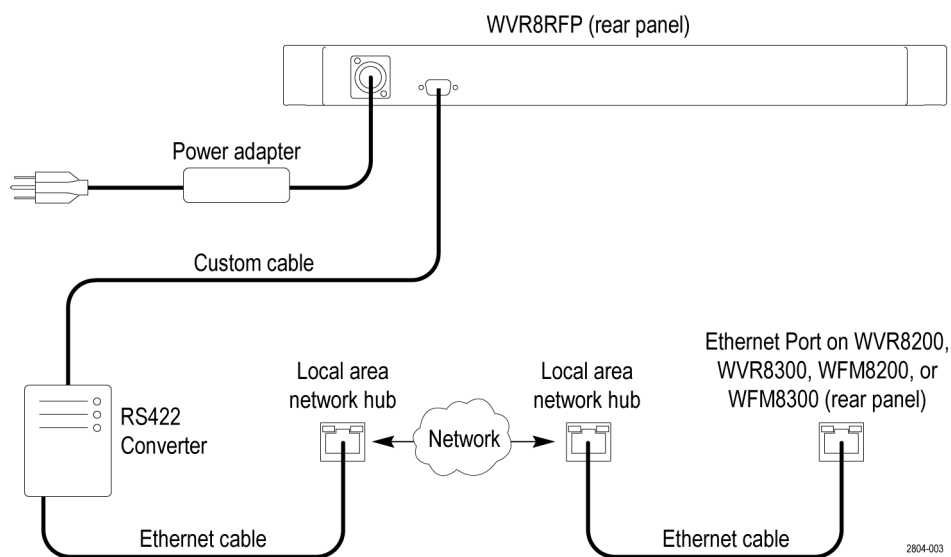 WVR8RFP (rear panel)
Power adapter
Custom cable
RS422
Converter
Local area
network hub
Network
Local area
network hub
Ethernet Port on WVR8200,
WVR8300, WFM8200, or
WFM8300 (rear panel)
Ethernet cable
Ethernet cable
2804-003